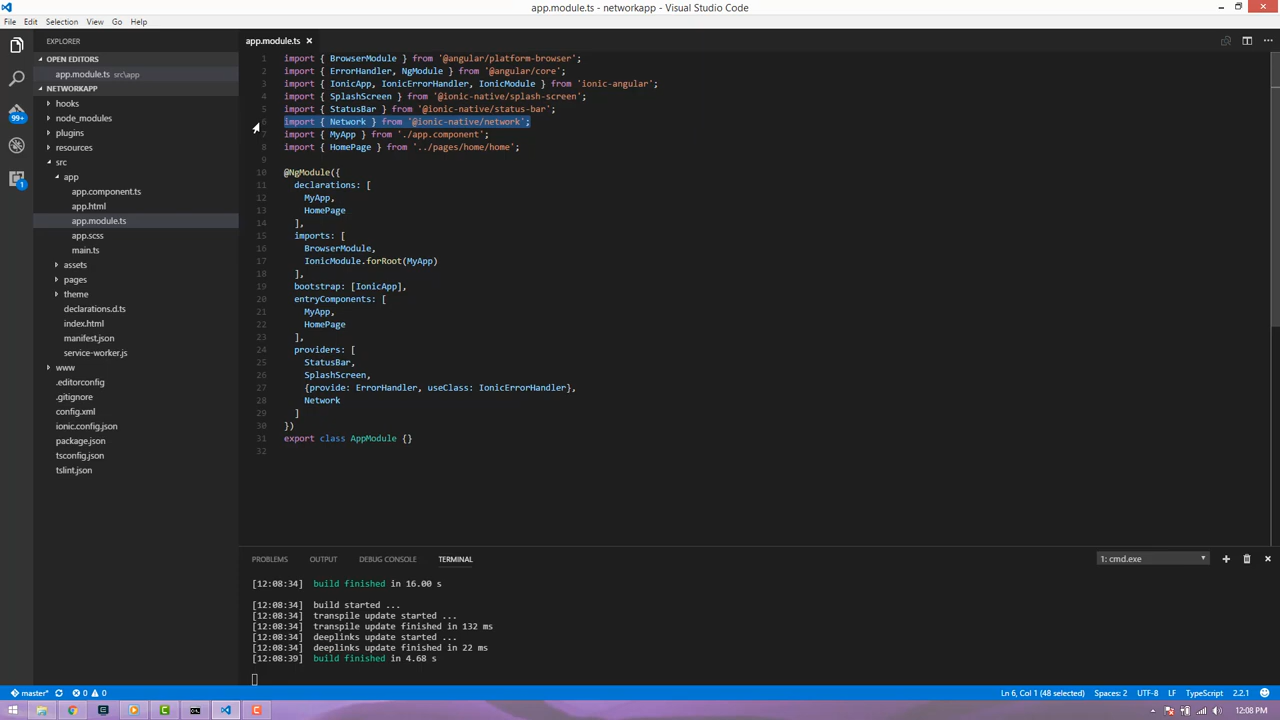 app.module.ts - networkapp - Visual Studio Code
File Edit Selection View Go Help
EXPLORER
OPEN EDITORS
app.module.ts src\app
NETWORKAPP
hooks
node_modules
plugins
resources
src
app
app.component.ts
app.html
app.module.ts
app.scss
main.ts
assets
pages
theme
declarations.d.ts
index.html
manifest.json
service-worker.js
www
.editorconfig
.gitignore
config.xml
ionic.config.json
package.json
tsconfig.json
tslint.json
99+
1
app.module.ts
1 import { BrowserModule } from '@angular/platform-browser';
2 import { ErrorHandler, NgModule } from '@angular/core';
3 import { IonicApp, IonicErrorHandler, IonicModule } from 'ionic-angular';
4 import { SplashScreen } from '@ionic-native/splash-screen';
5 import { StatusBar } from '@ionic-native/status-bar';
6 import { Network } from '@ionic-native/network';
7 import { MyApp } from './app.component';
8 import { HomePage } from '../pages/home/home';
9
10 @NgModule({
11 declarations: [
12 MyApp,
13 HomePage
14 ],
15 imports: [
16 BrowserModule,
17 IonicModule.forRoot(MyApp)
18 ],
19 bootstrap: [IonicApp],
20 entryComponents: [
21 MyApp,
22 HomePage
23 ],
24 providers: [
25 StatusBar,
26 SplashScreen,
27 {provide: ErrorHandler, useClass: IonicErrorHandler},
28 Network
29 ]
30 })
31 export class AppModule {}
32
PROBLEMS OUTPUT DEBUG CONSOLE TERMINAL 1: cmd.exe
[12:08:34] build finished in 16.00 s
[12:08:34] build started ...
[12:08:34] transpile update started ...
[12:08:34] transpile update finished in 132 ms
[12:08:34] deeplinks update started ...
[12:08:34] deeplinks update finished in 22 ms
[12:08:39] build finished in 4.68 s
master* 0 0 Ln 6, Col 1 (48 selected) Spaces: 2 UTF-8 LF TypeScript 2.2.1
12:08 PM